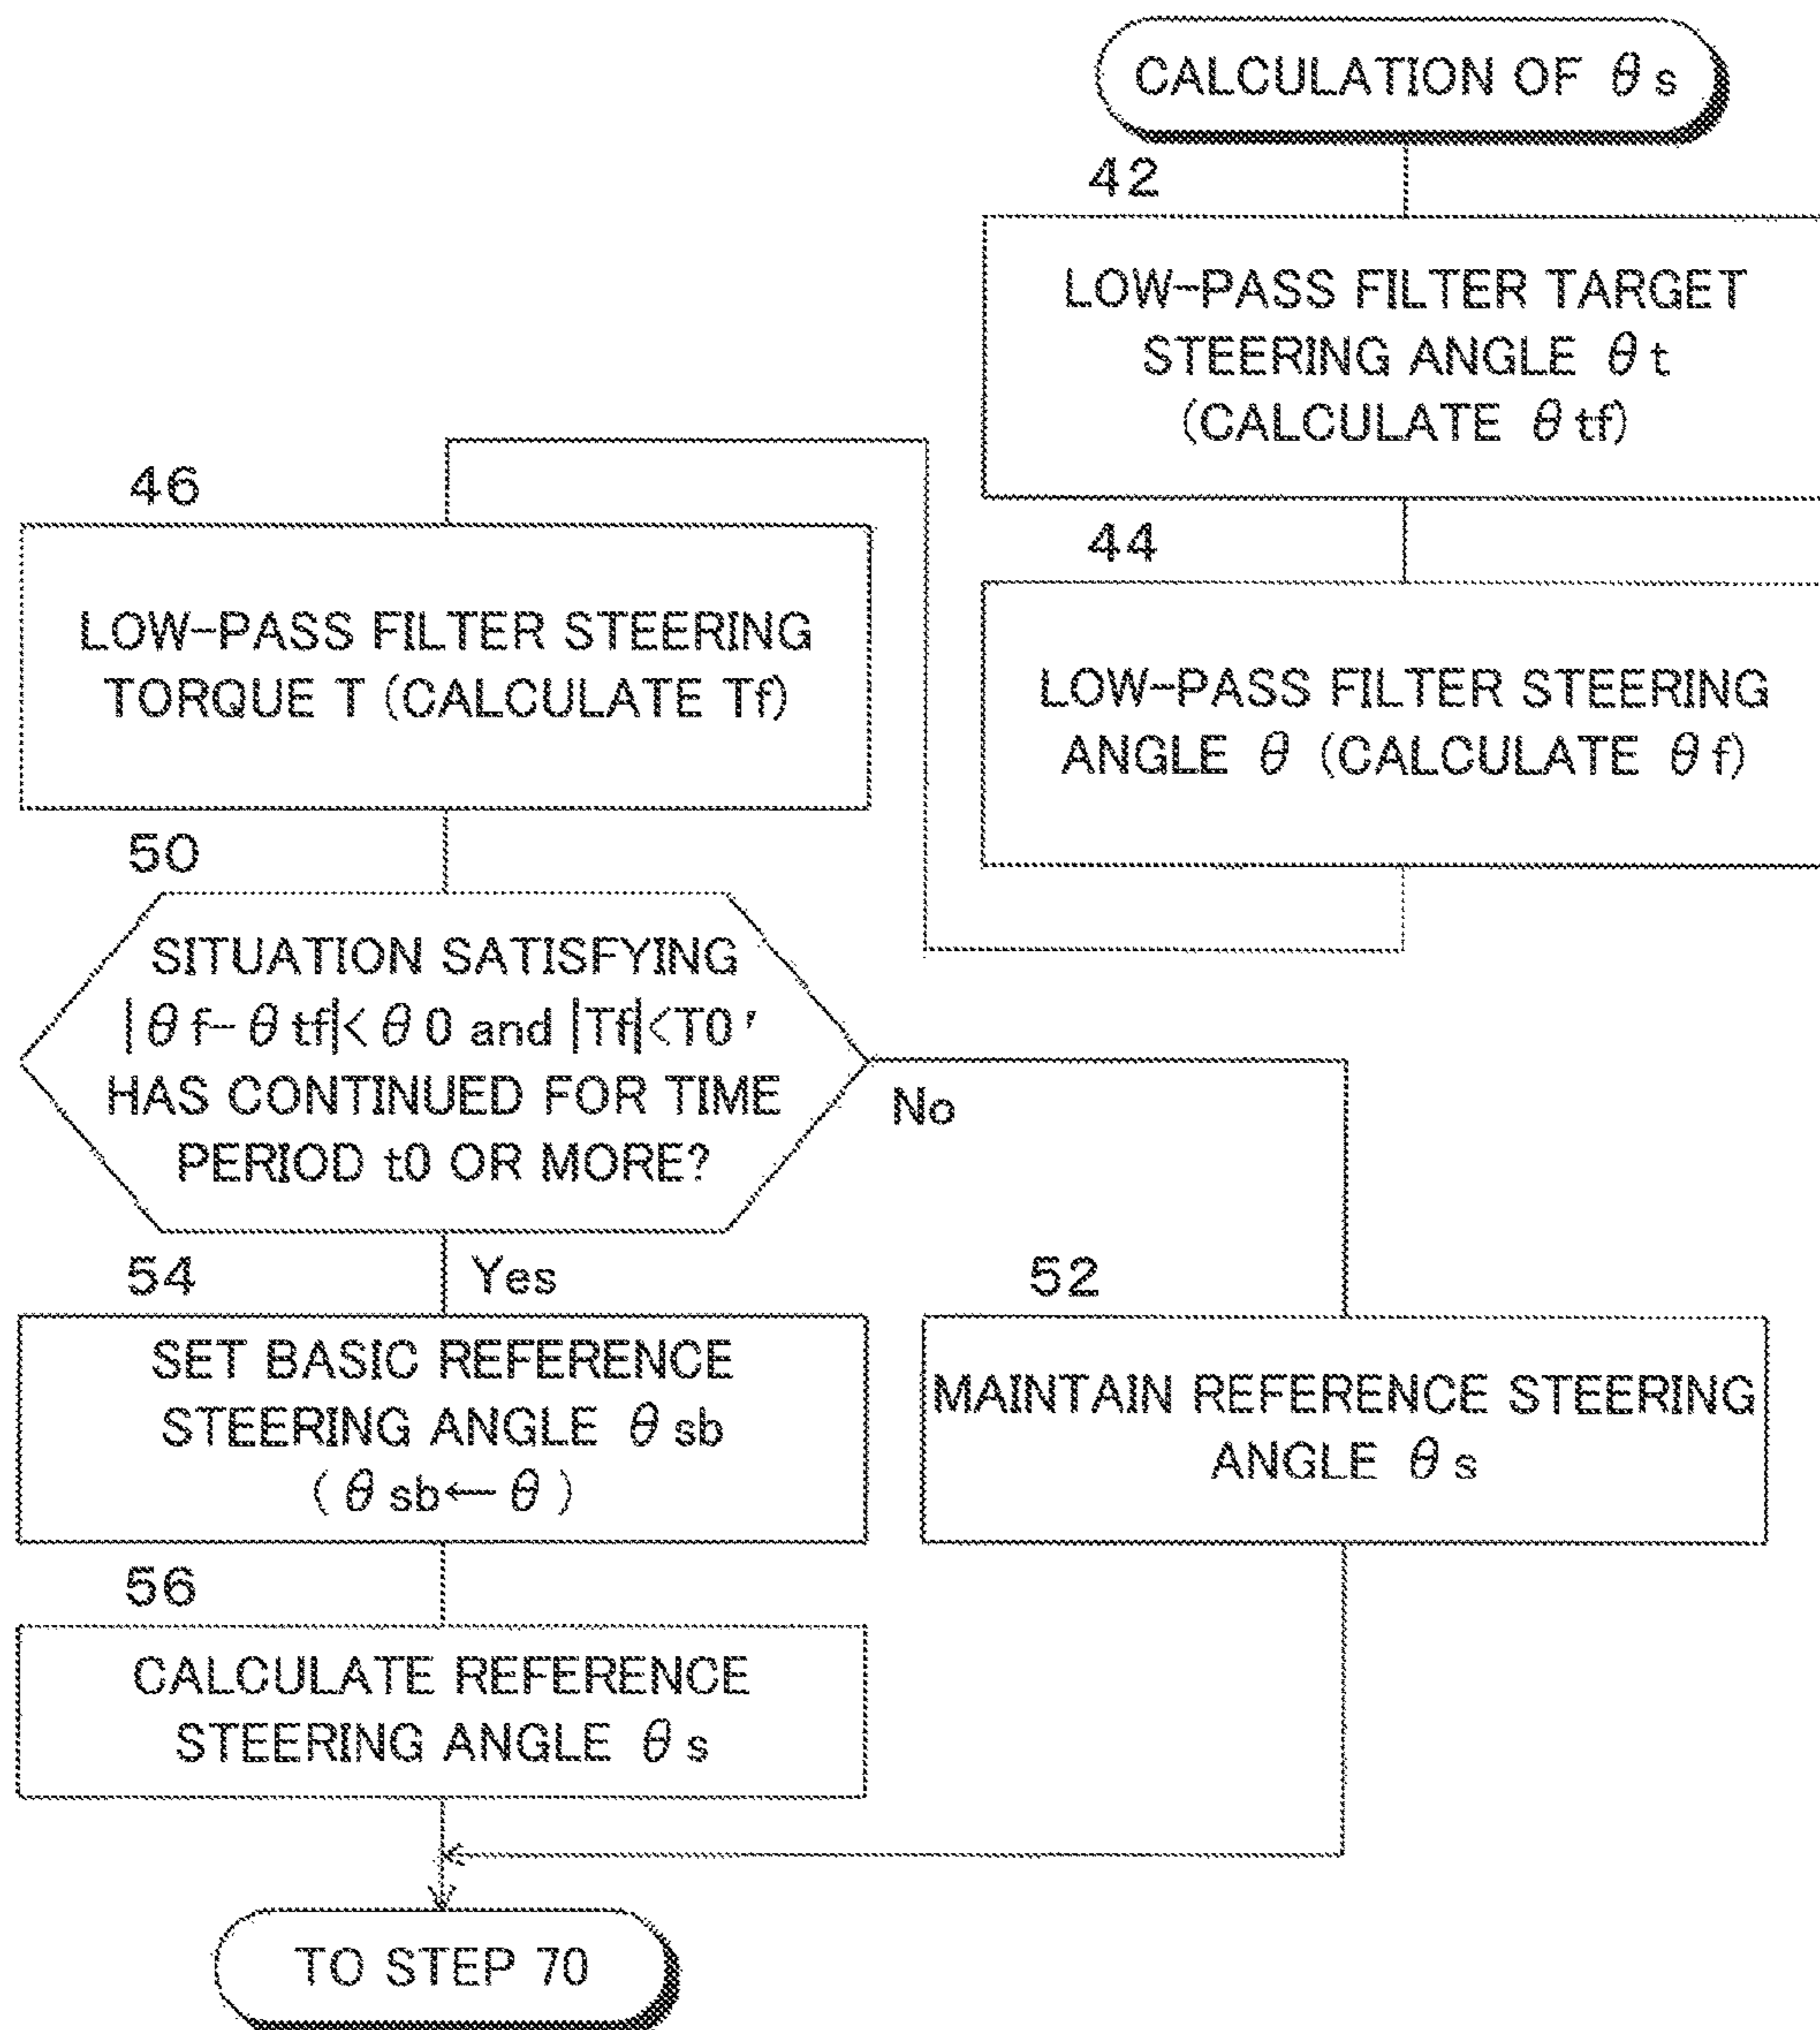 CALCULATION OF θs
42
LOW-PASS FILTER TARGET
STEERING ANGLE θt
(CALCULATE θtf)
44
LOW-PASS FILTER STEERING
ANGLE θ (CALCULATE θf)
46
LOW-PASS FILTER STEERING
TORQUE T (CALCULATE Tf)
50
SITUATION SATISFYING
|θf-θtf|<θ0 and |Tf|<T0'
HAS CONTINUED FOR TIME
PERIOD t0 OR MORE?
No
Yes
52
MAINTAIN REFERENCE STEERING
ANGLE θs
54
SET BASIC REFERENCE
STEERING ANGLE θsb
(θsb←θ)
56
CALCULATE REFERENCE
STEERING ANGLE θs
TO STEP 70